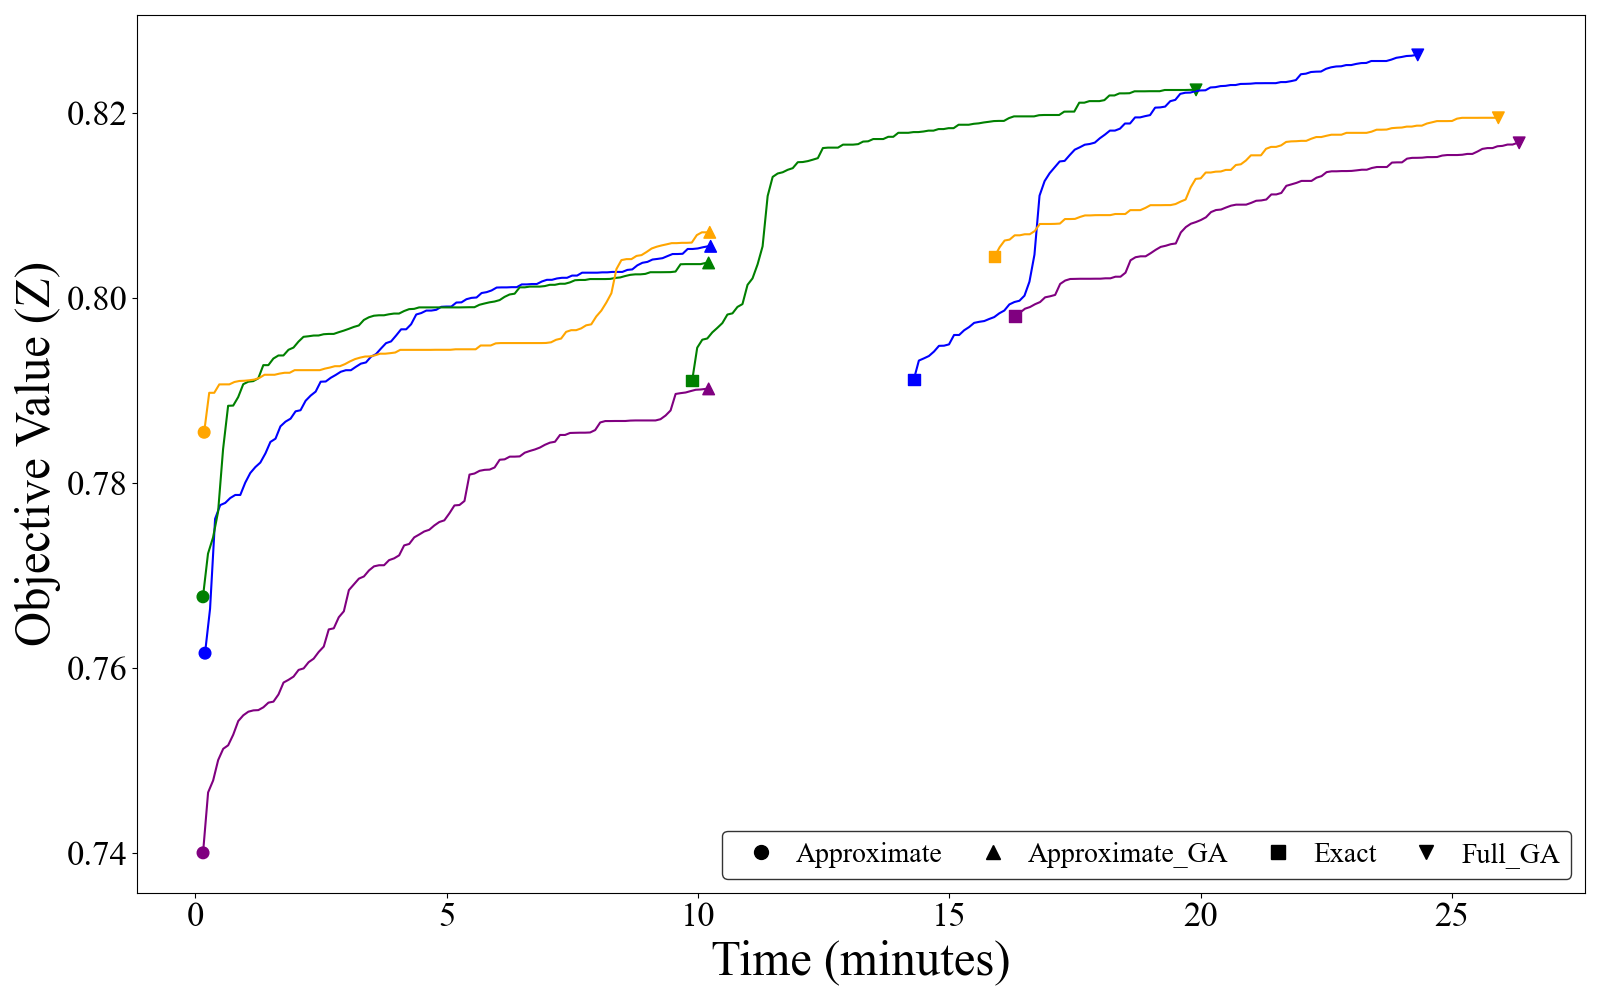 Objective Value (Z)
0.82
0.80
0.78
0.76
0.74
Approximate Approximate_GA Exact Full_GA
0 5 10 15 20 25
Time (minutes)